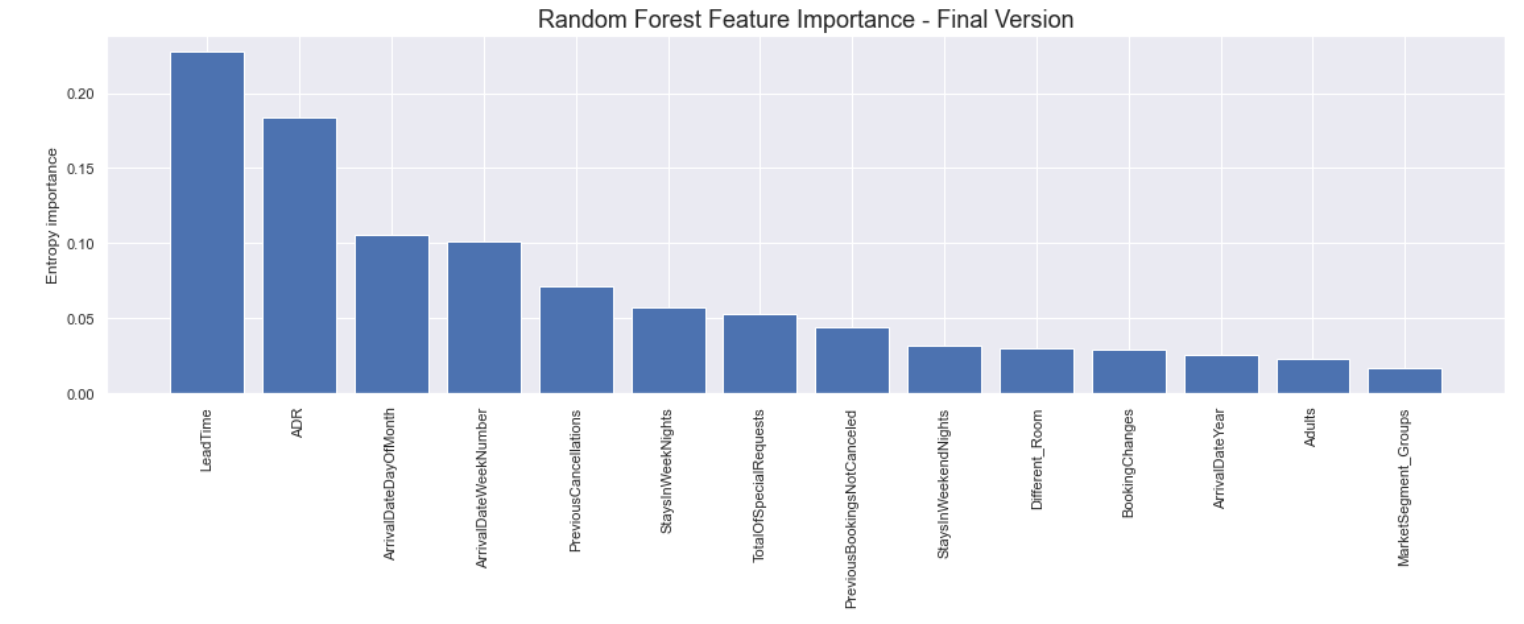 Random Forest Feature Importance - Final Version
Entropy importance
0.20
0.15
0.10
0.05
0.00
LeadTime
ADR
ArrivalDateDayOfMonth
ArrivalDateWeekNumber
PreviousCancellations
StaysInWeekNights
TotalOfSpecialRequests
PreviousBookingsNotCanceled
StaysInWeekendNights
Different_Room
BookingChanges
ArrivalDateYear
Adults
MarketSegment_Groups